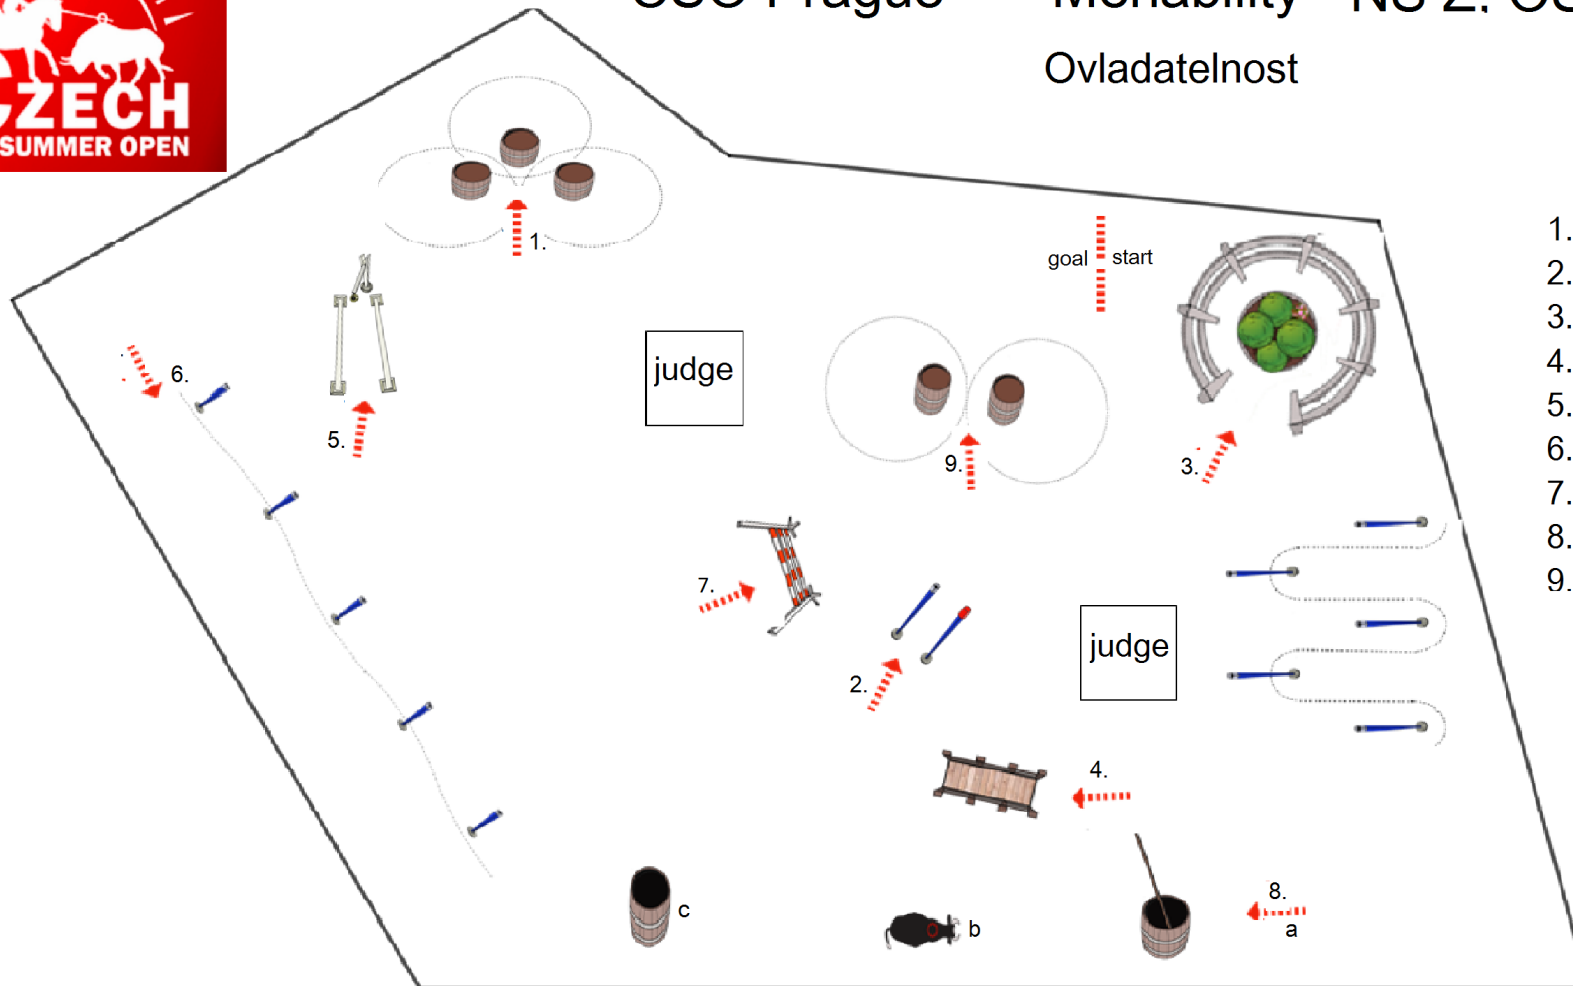 Prague
Ovladatelnost
CZECH
SUMMER OPEN
1.
goal start
6.
judge
5.
9.
3.
7.
2.
judge
4.
8.
a
b
c
1.
2.
3.
4.
5.
6.
7.
8.
9.